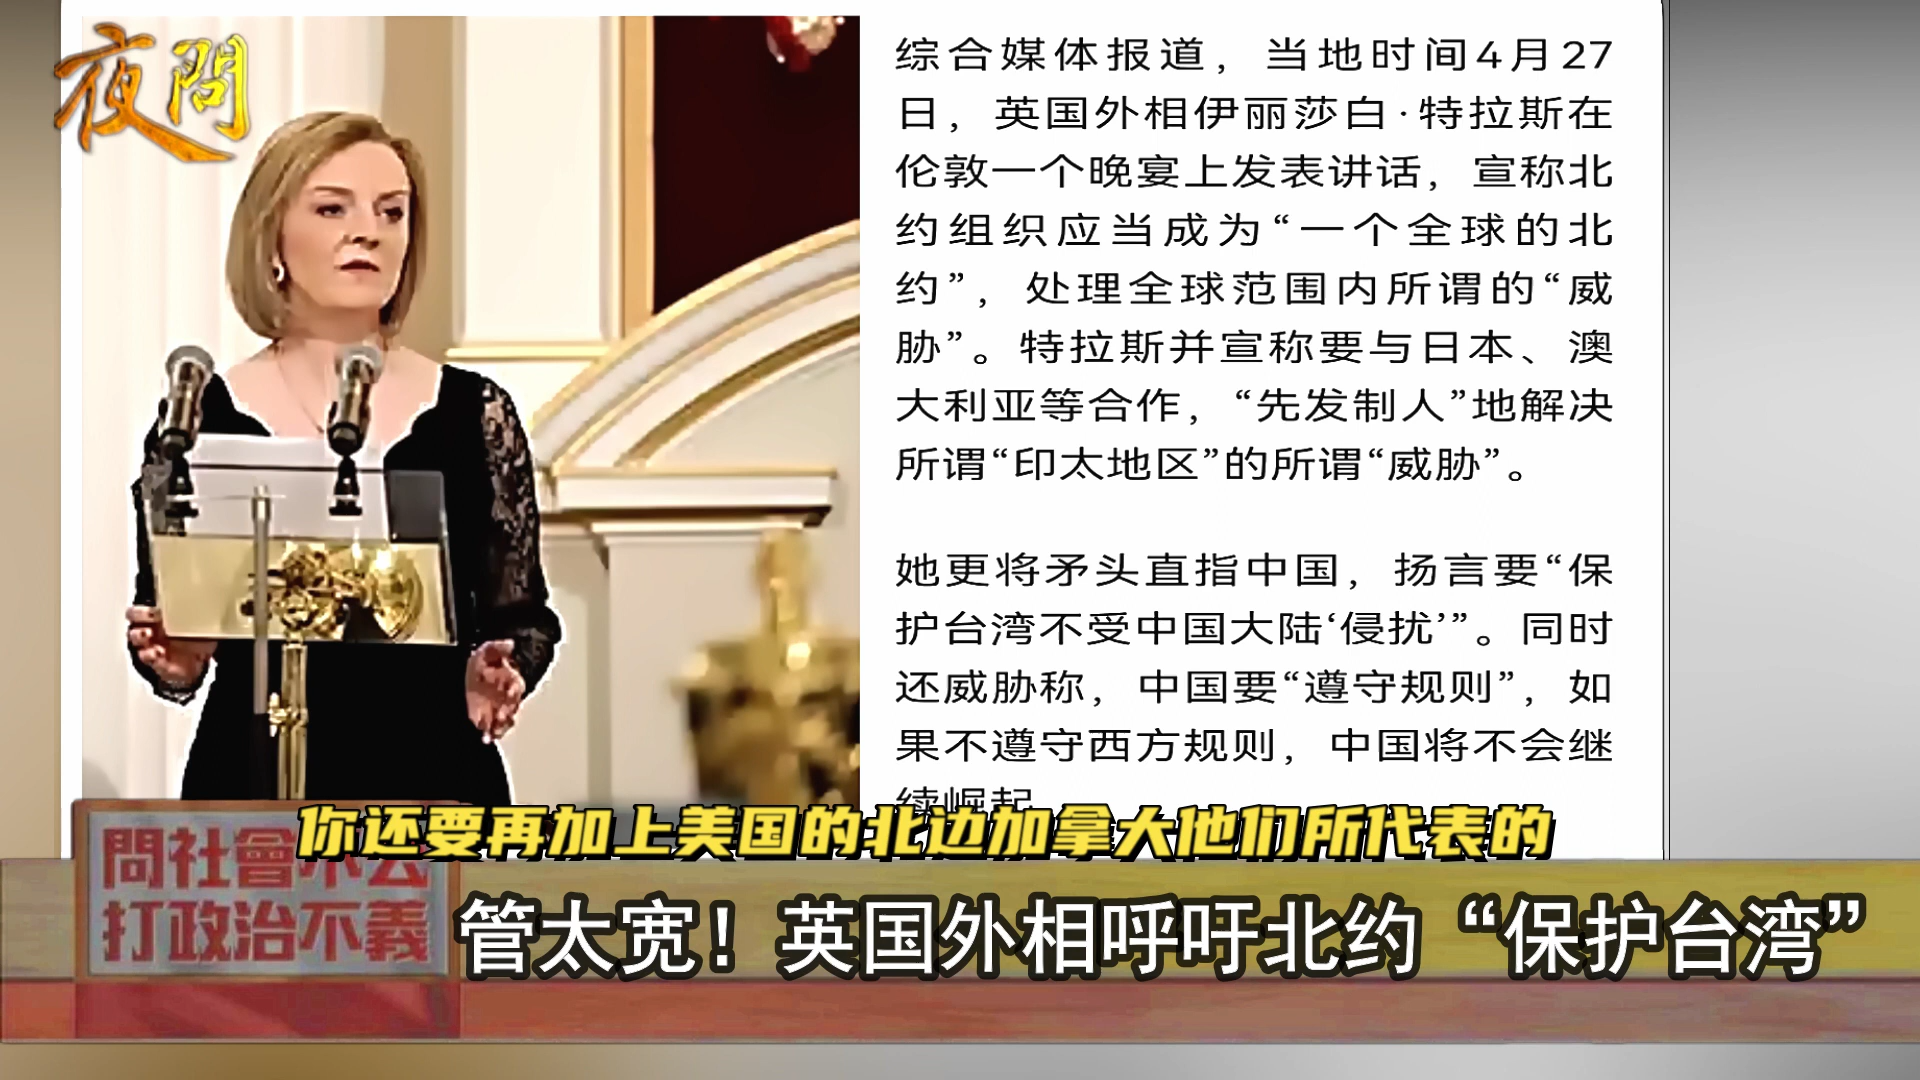 夜問
综合媒体报道，当地时间4月27
日，英国外相伊丽莎白·特拉斯在
伦敦一个晚宴上发表讲话，宣称北
约组织应当成为“一个全球的北
约”，处理全球范围内所谓的“威
胁”。特拉斯并宣称要与日本、澳
大利亚等合作，“先发制人”地解决
所谓“印太地区”的所谓“威胁”。
她更将矛头直指中国，扬言要“保
护台湾不受中国大陆‘侵扰’”。同时
还威胁称，中国要“遵守规则”，如
果不遵守西方规则，中国将不会继
续崛起
你还要再加上美国的北边加拿大他们所代表的
問社會不公
打政治不義
管太宽！英国外相呼吁北约“保护台湾”